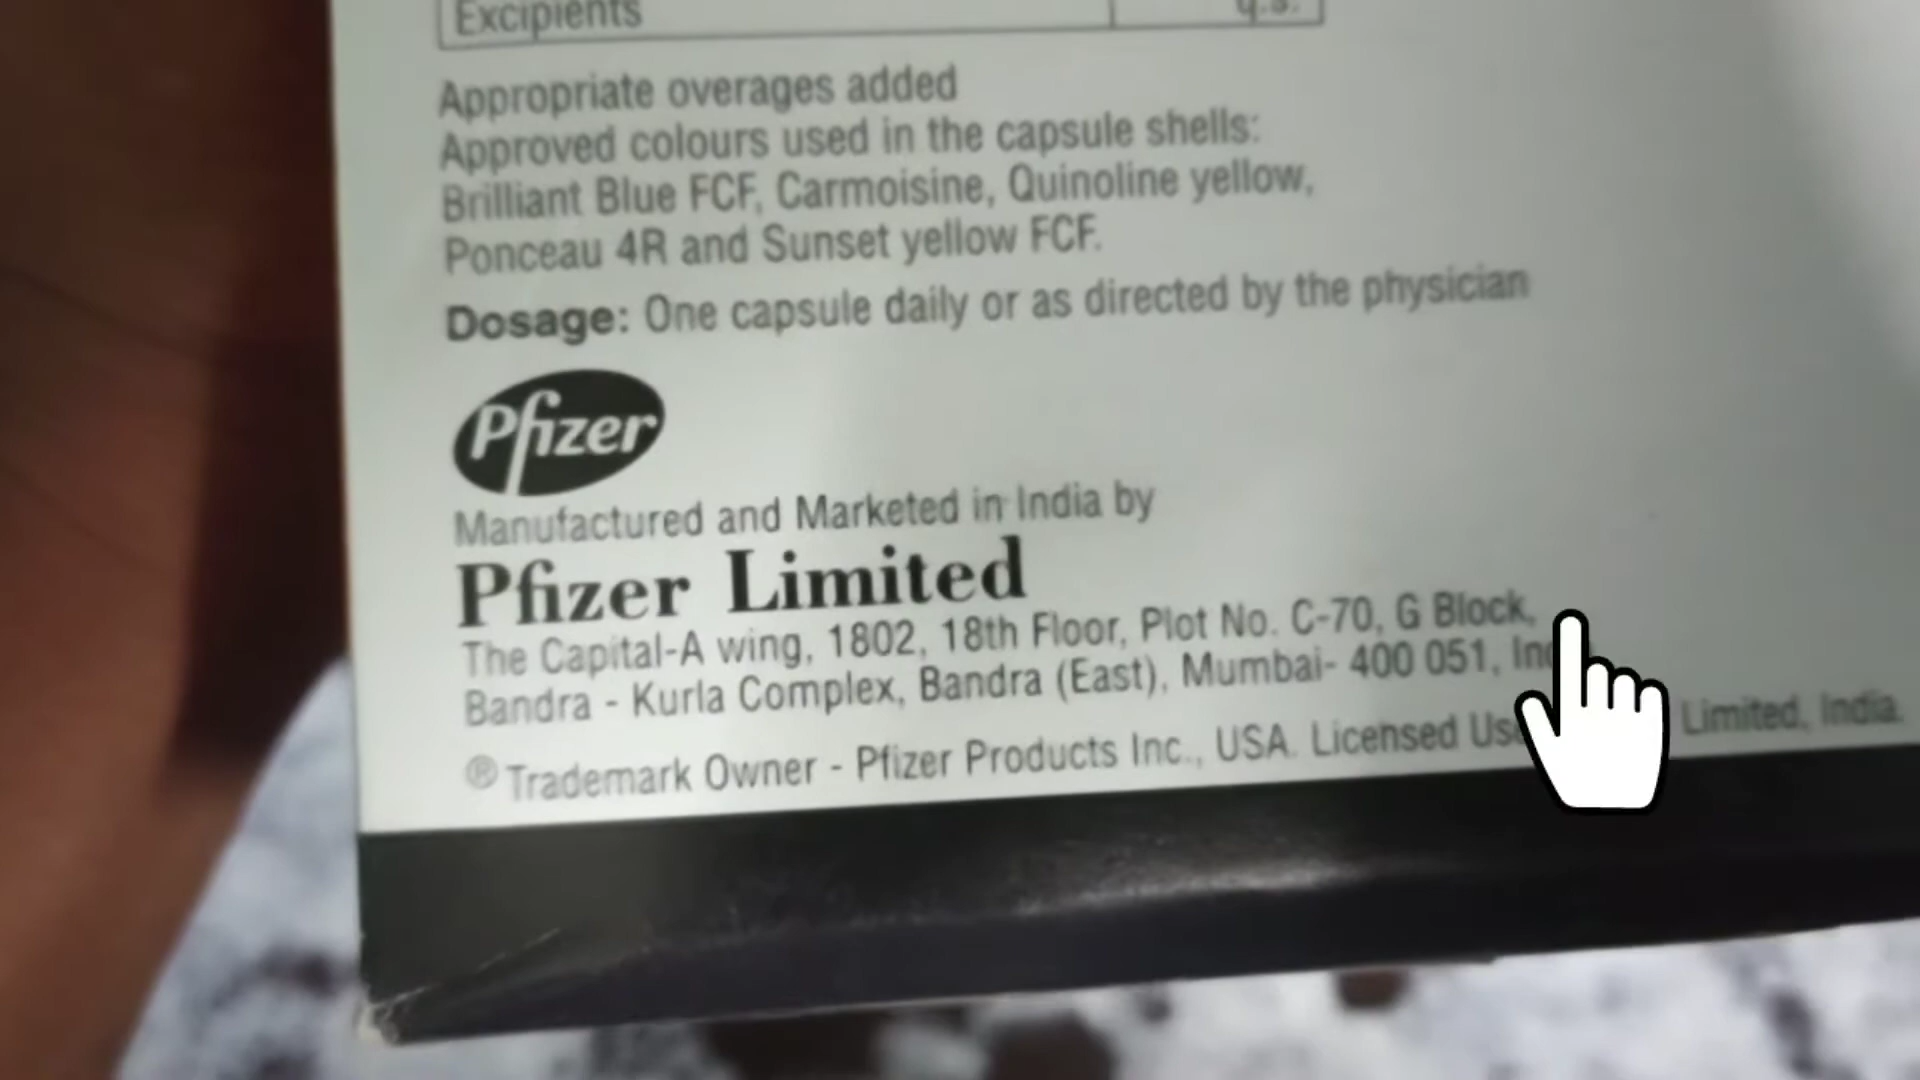 Excipients q.s.
Appropriate overages added
Approved colours used in the capsule shells:
Brilliant Blue FCF, Carmoisine, Quinoline yellow,
Ponceau 4R and Sunset yellow FCF.
Dosage: One capsule daily or as directed by the physician
Pfizer
Manufactured and Marketed in India by
Pfizer Limited
The Capital-A wing, 1802, 18th Floor, Plot No. C-70, G Block,
Bandra - Kurla Complex, Bandra (East), Mumbai- 400 051,
® Trademark Owner - Pfizer Products Inc., USA. Licensed Limited, India.